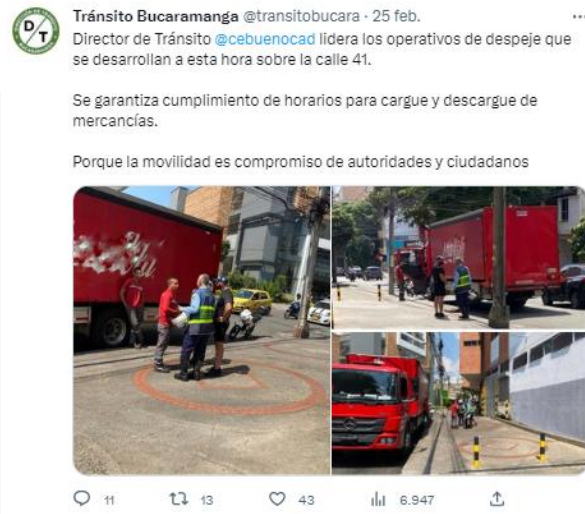 Tránsito Bucaramanga @transitobucara · 25 feb.
D/T
Director de Tránsito @cebuenocad lidera los operativos de despeje que
se desarrollan a esta hora sobre la calle 41.
Se garantiza cumplimiento de horarios para cargue y descargue de
mercancías.
Porque la movilidad es compromiso de autoridades y ciudadanos
11 13 43 6.947